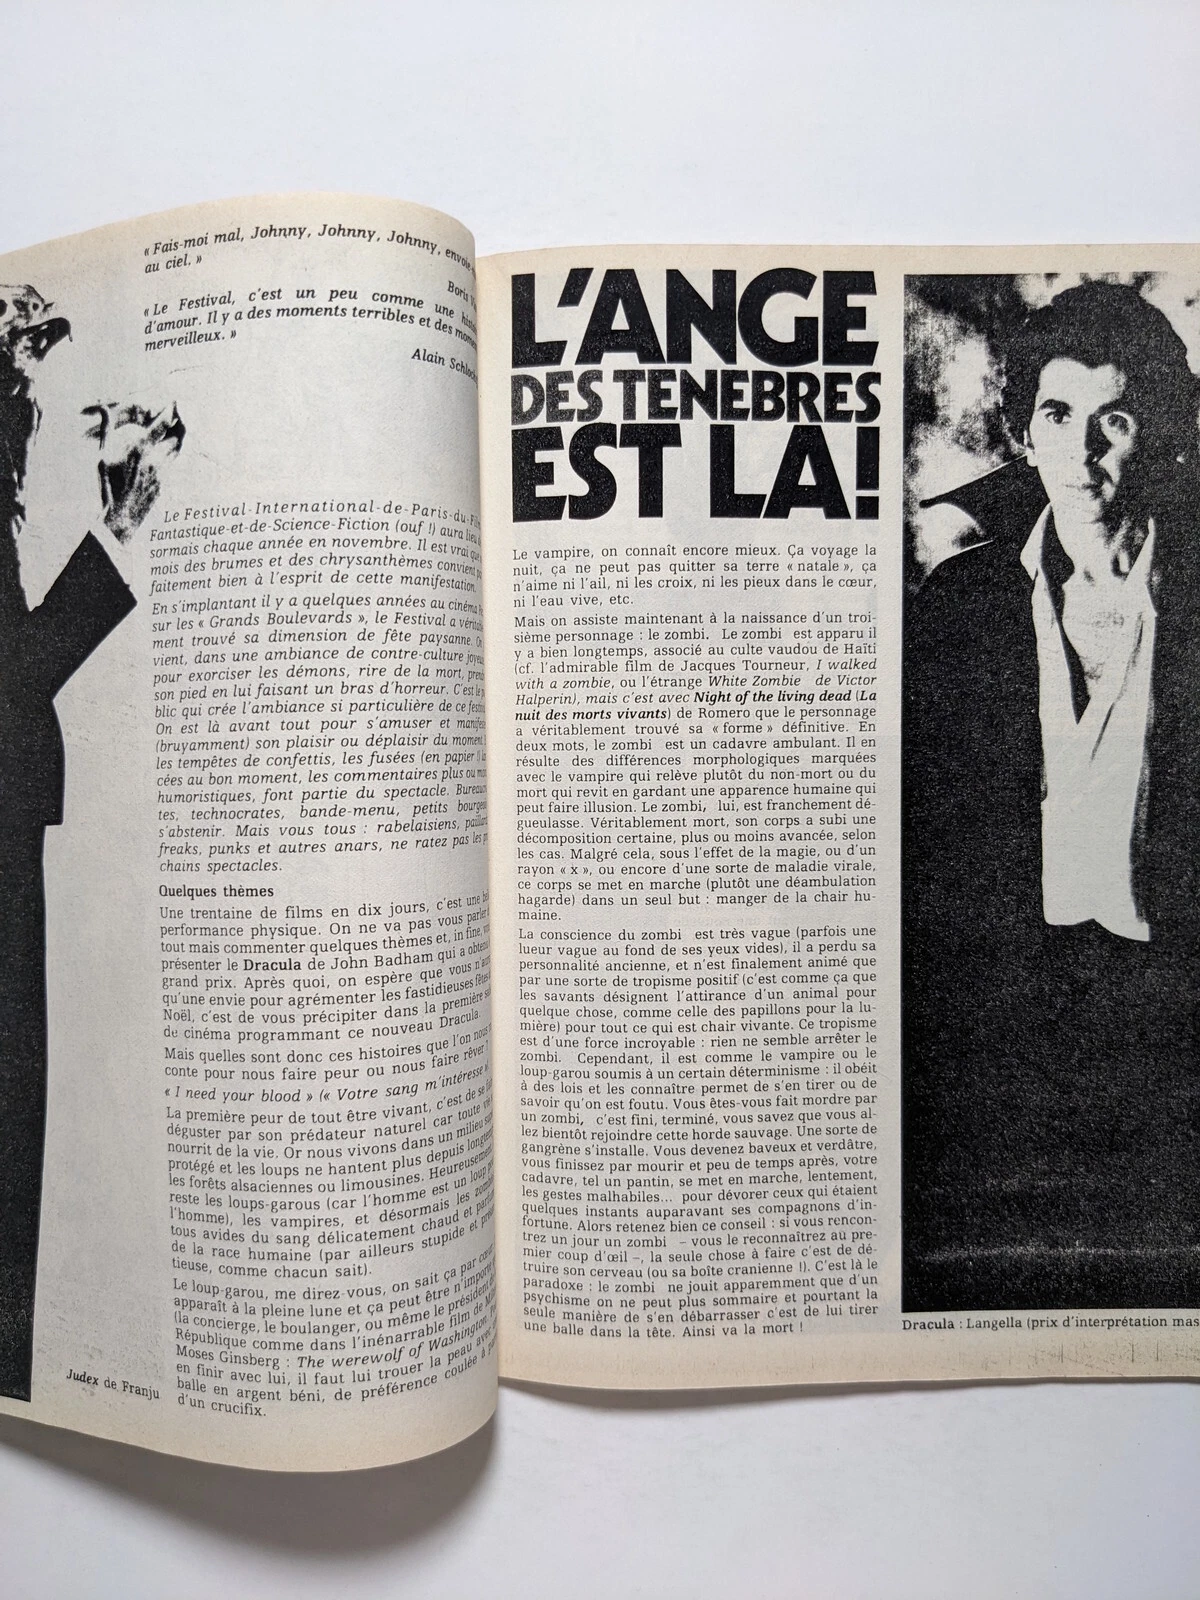 « Fais-moi mal, Johnny, Johnny, Johnny, envoie-
au ciel. »
Boris
« Le Festival, c'est un peu comme une
d'amour. Il y a des moments terribles et des
merveilleux. »
Alain
Le Festival-International-de-Paris-du-
Fantastique-et-de-Science-Fiction (ouf !) aura lieu
sormais chaque année en novembre. Il est vrai
mois des brumes et des chrysanthèmes
faitement bien à l'esprit de cette manifestation.
En s'implantant il y a quelques années au cinéma
sur les « Grands Boulevards », le Festival a
ment trouvé sa dimension de fête paysanne. On
vient, dans une ambiance de contre-culture
pour exorciser les démons, rire de la mort,
son pied en lui faisant un bras d'horreur. C'est le
blic qui crée l'ambiance si particulière de ce
On est là avant tout pour s'amuser et
(bruyamment) son plaisir ou déplaisir du moment.
les tempêtes de confettis, les fusées (en papier !)
cées au bon moment, les commentaires plus ou
humoristiques, font partie du spectacle.
tes, technocrates, bande-menu, petits
s'abstenir. Mais vous tous : rabelaisiens,
freaks, punks et autres anars, ne ratez pas les
chains spectacles.
Quelques thèmes
Une trentaine de films en dix jours, c'est une
performance physique. On ne va pas vous parler
tout mais commenter quelques thèmes et, in fine,
présenter le Dracula de John Badham qui a
grand prix. Après quoi, on espère que vous
qu'une envie pour agrémenter les fastidieuses fêtes
Noël, c'est de vous précipiter dans la première
de cinéma programmant ce nouveau Dracula.
Mais quelles sont donc ces histoires que l'on nous
conte pour nous faire peur ou nous faire rêver ?
« I need your blood » (« Votre sang m'intéresse »)
La première peur de tout être vivant, c'est de se
déguster par son prédateur naturel car toute
nourrit de la vie. Or nous vivons dans un milieu
protégé et les loups ne hantent plus depuis longtemps
les forêts alsaciennes ou limousines. Heureusement
reste les loups-garous (car l'homme est un loup
l'homme), les vampires, et désormais les
tous avides du sang délicatement chaud et
de la race humaine (par ailleurs stupide et
tieuse, comme chacun sait).
Le loup-garou, me direz-vous, on sait ça par cœur
apparaît à la pleine lune et ça peut être n'importe
(la concierge, le boulanger, ou même le président
République comme dans l'inénarrable film de
Moses Ginsberg : The werewolf of Washington.
en finir avec lui, il faut lui trouer la peau avec
balle en argent béni, de préférence coulée à
d'un crucifix.
Judex de Franju
L'ANGE
DES TENEBRES
EST LA!
Le vampire, on connaît encore mieux. Ça voyage la
nuit, ça ne peut pas quitter sa terre « natale », ça
n'aime ni l'ail, ni les croix, ni les pieux dans le cœur,
ni l'eau vive, etc.
Mais on assiste maintenant à la naissance d'un troi-
sième personnage : le zombi. Le zombi est apparu il
y a bien longtemps, associé au culte vaudou de Haïti
(cf. l'admirable film de Jacques Tourneur, I walked
with a zombie, ou l'étrange White Zombie de Victor
Halperin), mais c'est avec Night of the living dead (La
nuit des morts vivants) de Romero que le personnage
a véritablement trouvé sa « forme » définitive. En
deux mots, le zombi est un cadavre ambulant. Il en
résulte des différences morphologiques marquées
avec le vampire qui relève plutôt du non-mort ou du
mort qui revit en gardant une apparence humaine qui
peut faire illusion. Le zombi, lui, est franchement dé-
gueulasse. Véritablement mort, son corps a subi une
décomposition certaine, plus ou moins avancée, selon
les cas. Malgré cela, sous l'effet de la magie, ou d'un
rayon « x », ou encore d'une sorte de maladie virale,
ce corps se met en marche (plutôt une déambulation
hagarde) dans un seul but : manger de la chair hu-
maine.
La conscience du zombi est très vague (parfois une
lueur vague au fond de ses yeux vides), il a perdu sa
personnalité ancienne, et n'est finalement animé que
par une sorte de tropisme positif (c'est comme ça que
les savants désignent l'attirance d'un animal pour
quelque chose, comme celle des papillons pour la lu-
mière) pour tout ce qui est chair vivante. Ce tropisme
est d'une force incroyable : rien ne semble arrêter le
zombi. Cependant, il est comme le vampire ou le
loup-garou soumis à un certain déterminisme : il obéit
à des lois et les connaître permet de s'en tirer ou de
savoir qu'on est foutu. Vous êtes-vous fait mordre par
un zombi, c'est fini, terminé, vous savez que vous al-
lez bientôt rejoindre cette horde sauvage. Une sorte de
gangrène s'installe. Vous devenez baveux et verdâtre,
vous finissez par mourir et peu de temps après, votre
cadavre, tel un pantin, se met en marche, lentement,
les gestes malhabiles... pour dévorer ceux qui étaient
quelques instants auparavant ses compagnons d'in-
fortune. Alors retenez bien ce conseil : si vous rencon-
trez un jour un zombi – vous le reconnaîtrez au pre-
mier coup d'œil –, la seule chose à faire c'est de dé-
truire son cerveau (ou sa boîte cranienne !). C'est là le
paradoxe : le zombi ne jouit apparemment que d'un
psychisme on ne peut plus sommaire et pourtant la
seule manière de s'en débarrasser c'est de lui tirer
une balle dans la tête. Ainsi va la mort !
Dracula : Langella (prix d'interprétation mas